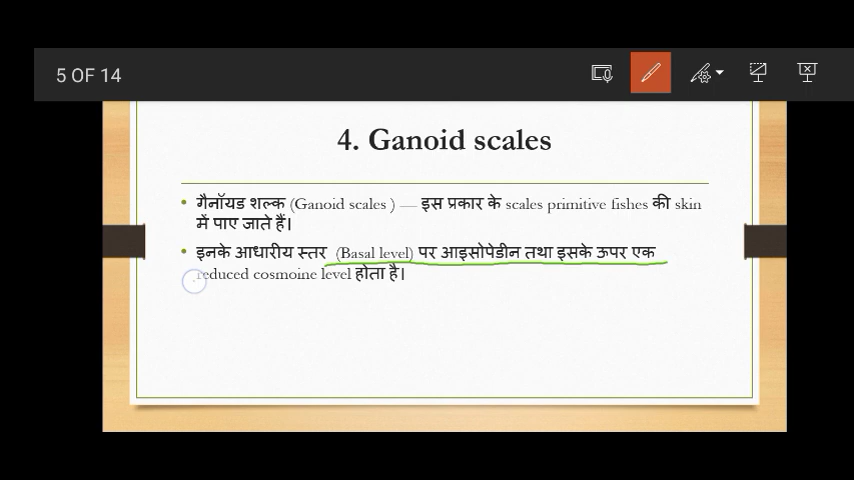 5 OF 14
4. Ganoid scales
• गैनॉयड शल्क (Ganoid scales ) — इस प्रकार के scales primitive fishes की skin
में पाए जाते हैं।
• इनके आधारीय स्तर (Basal level) पर आइसोपेडीन तथा इसके ऊपर एक
reduced cosmoine level होता है।